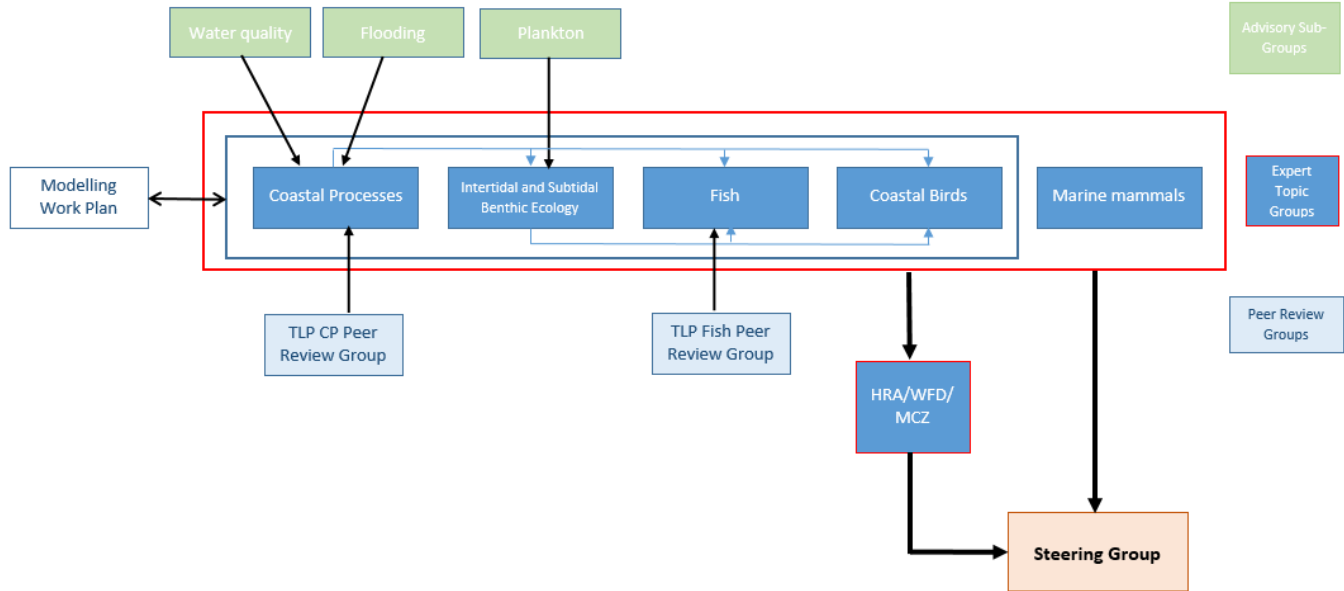 Water quality
Flooding
Plankton
Advisory Sub-
Groups
Modelling
Work Plan
Coastal Processes
Intertidal and Subtidal
Benthic Ecology
Fish
Coastal Birds
Marine mammals
Expert
Topic
Groups
TLP CP Peer
Review Group
TLP Fish Peer
Review Group
Peer Review
Groups
HRA/WFD/
MCZ
Steering Group